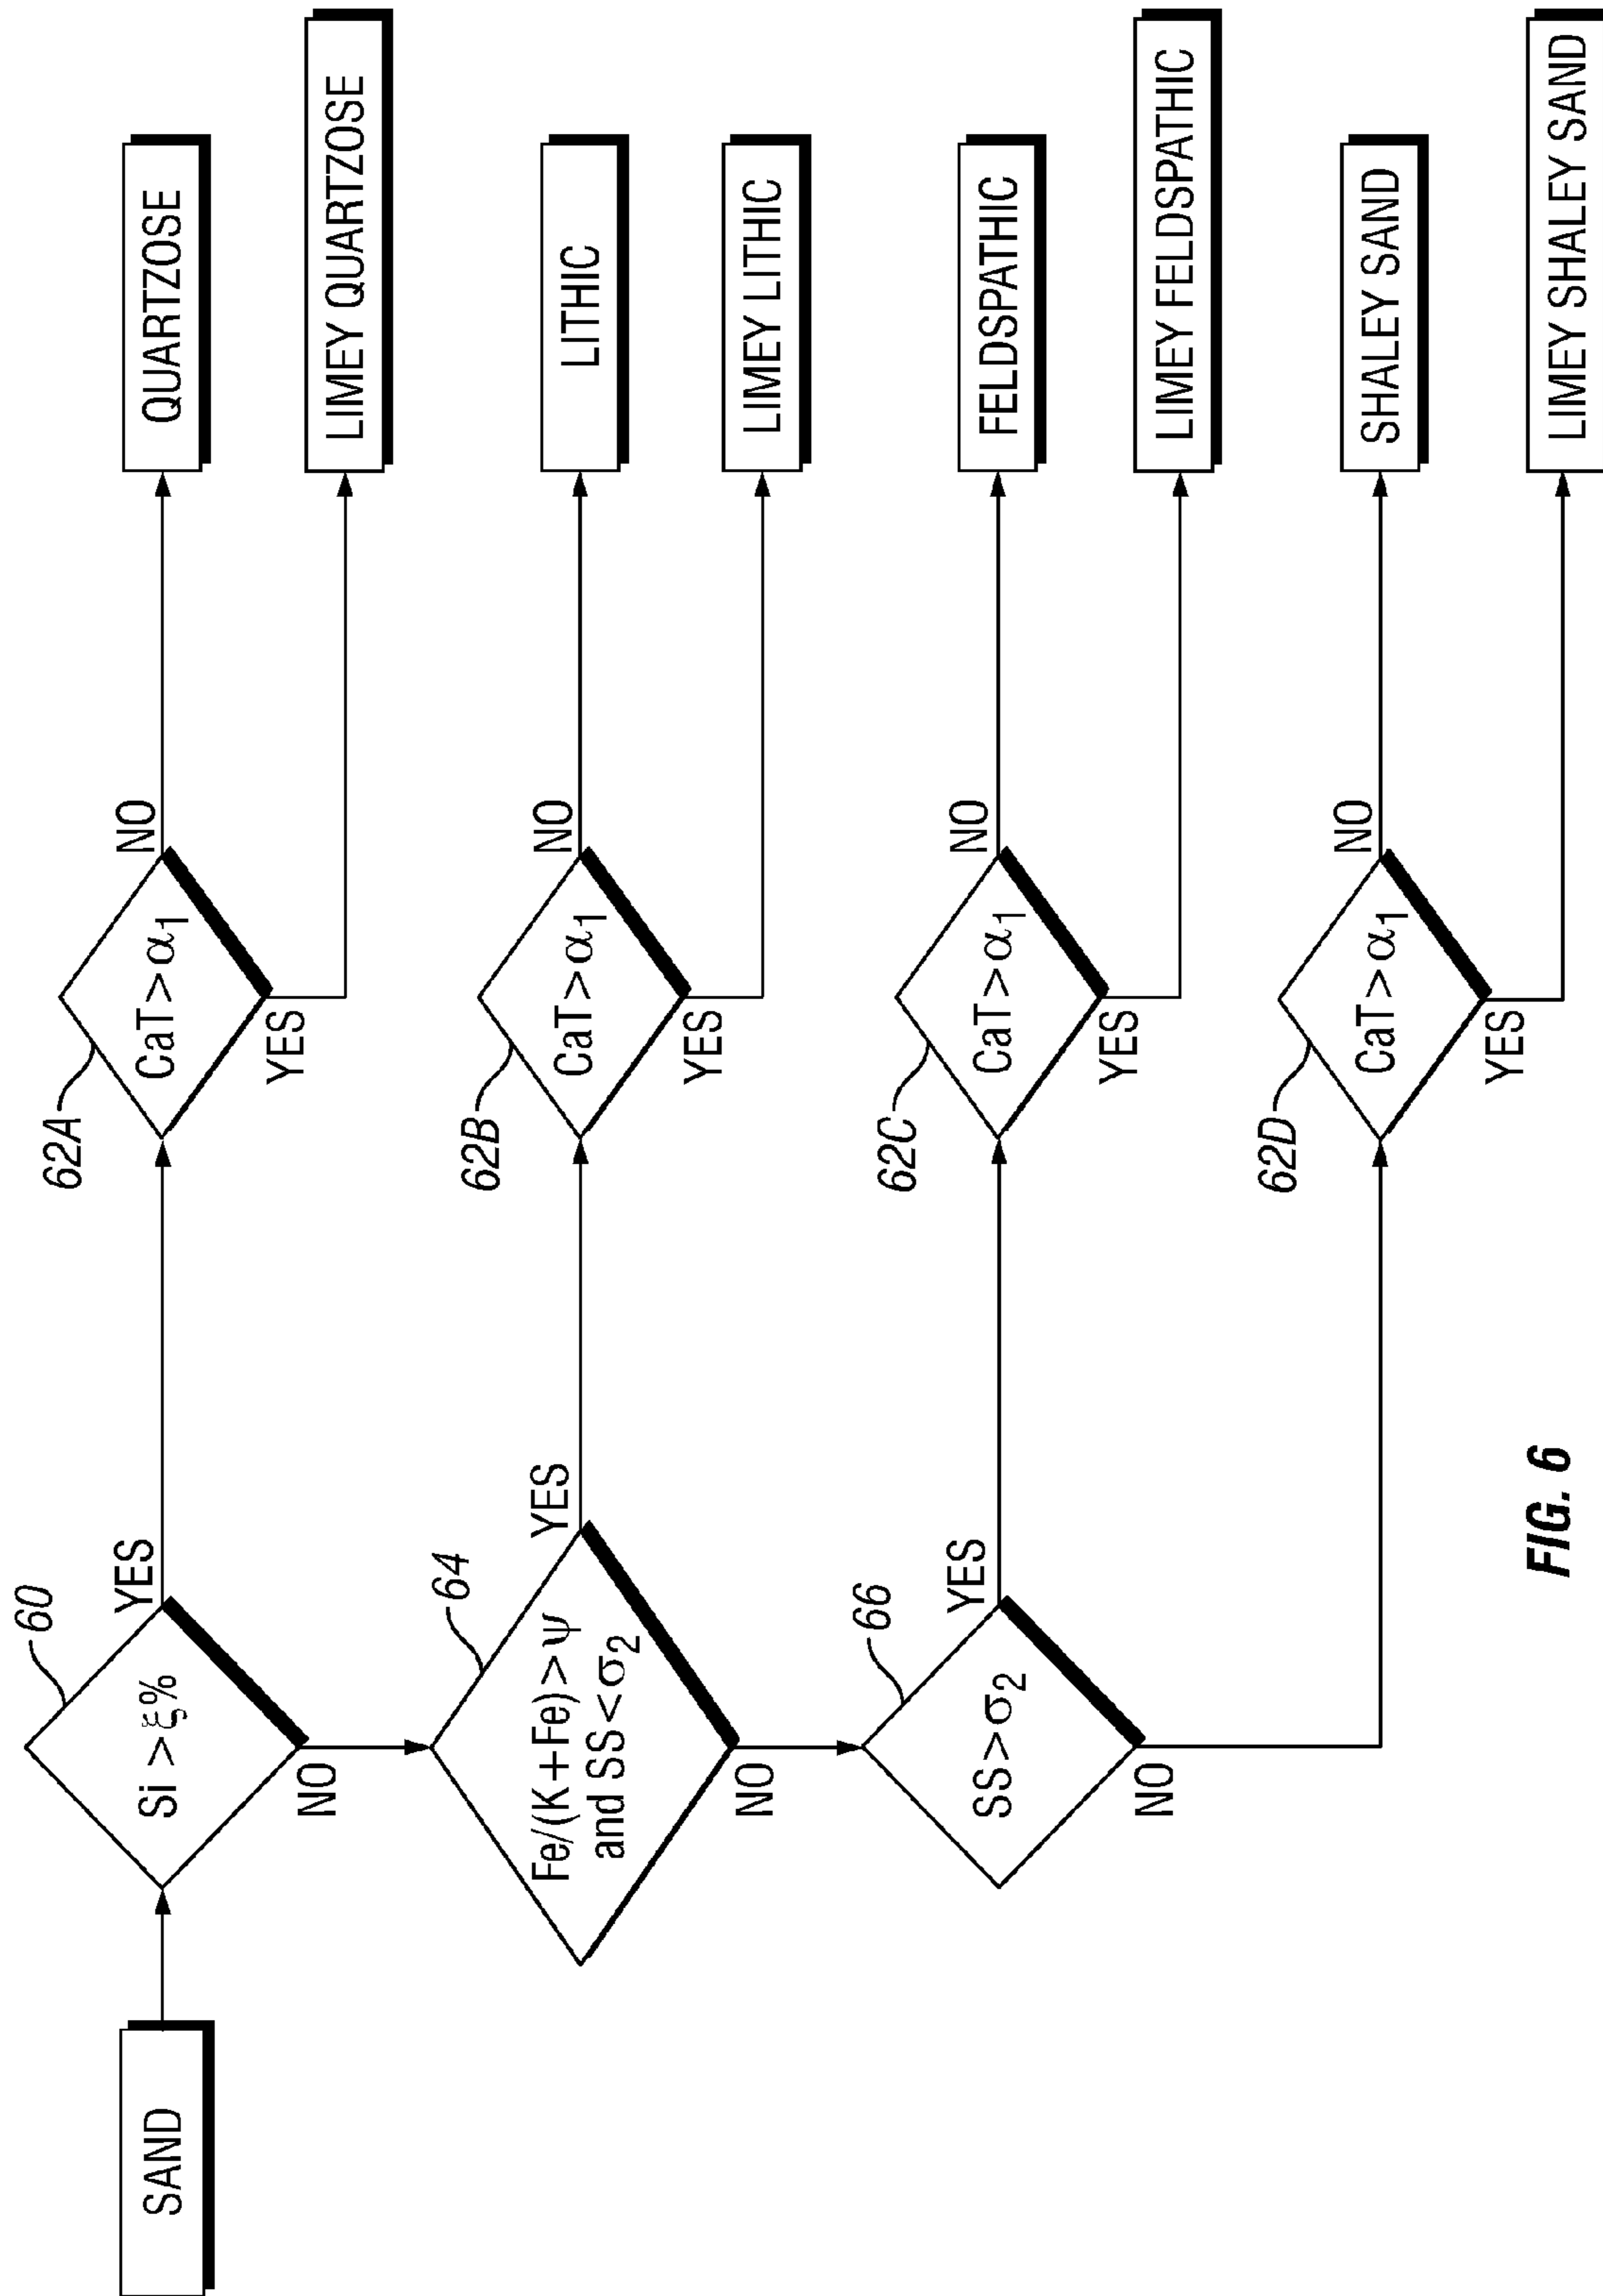 SAND
60
Si > ξ%
YES
NO
62A
CaT > α1
NO
YES
QUARTZOSE
LIMEY QUARTZOSE
64
Fe/(K+Fe) > ψ
and SS < σ2
YES
NO
62B
CaT > α1
NO
YES
LITHIC
LIMEY LITHIC
66
SS > σ2
YES
NO
62C
CaT > α1
NO
YES
FELDSPATHIC
LIMEY FELDSPATHIC
62D
CaT > α1
NO
YES
SHALEY SAND
LIMEY SHALEY SAND
FIG. 6